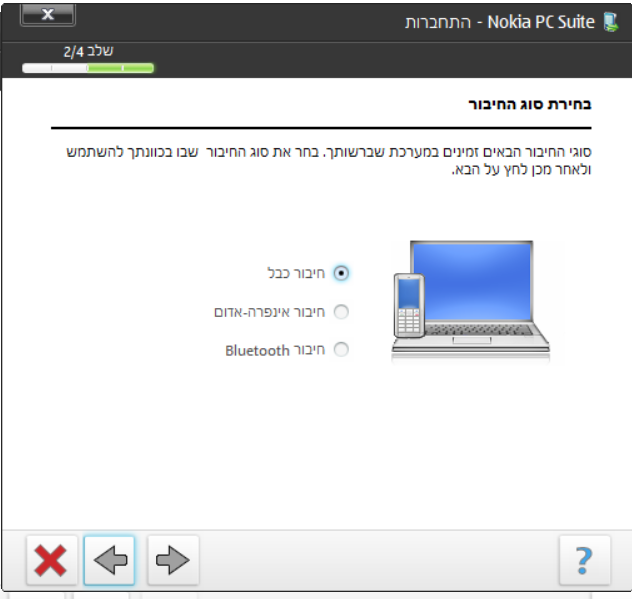 Nokia PC Suite - התחברות
שלב 2/4
בחירת סוג החיבור
סוגי החיבור הבאים זמינים במערכת שברשותך. בחר את סוג החיבור  שבו בכוונתך להשתמש
ולאחר מכן לחץ על הבא.
חיבור כבל
חיבור אינפרה-אדום
חיבור Bluetooth